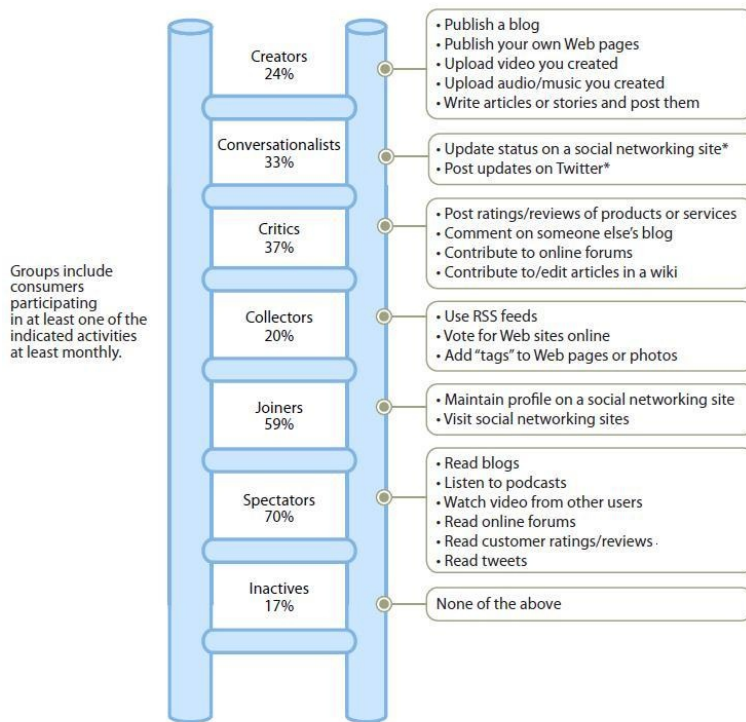 Groups include
consumers
participating
in at least one of the
indicated activities
at least monthly.
Creators
24%
• Publish a blog
• Publish your own Web pages
• Upload video you created
• Upload audio/music you created
• Write articles or stories and post them
Conversationalists
33%
• Update status on a social networking site*
• Post updates on Twitter*
Critics
37%
• Post ratings/reviews of products or services
• Comment on someone else's blog
• Contribute to online forums
• Contribute to/edit articles in a wiki
Collectors
20%
• Use RSS feeds
• Vote for Web sites online
• Add "tags" to Web pages or photos
Joiners
59%
• Maintain profile on a social networking site
• Visit social networking sites
Spectators
70%
• Read blogs
• Listen to podcasts
• Watch video from other users
• Read online forums
• Read customer ratings/reviews
• Read tweets
Inactives
17%
None of the above